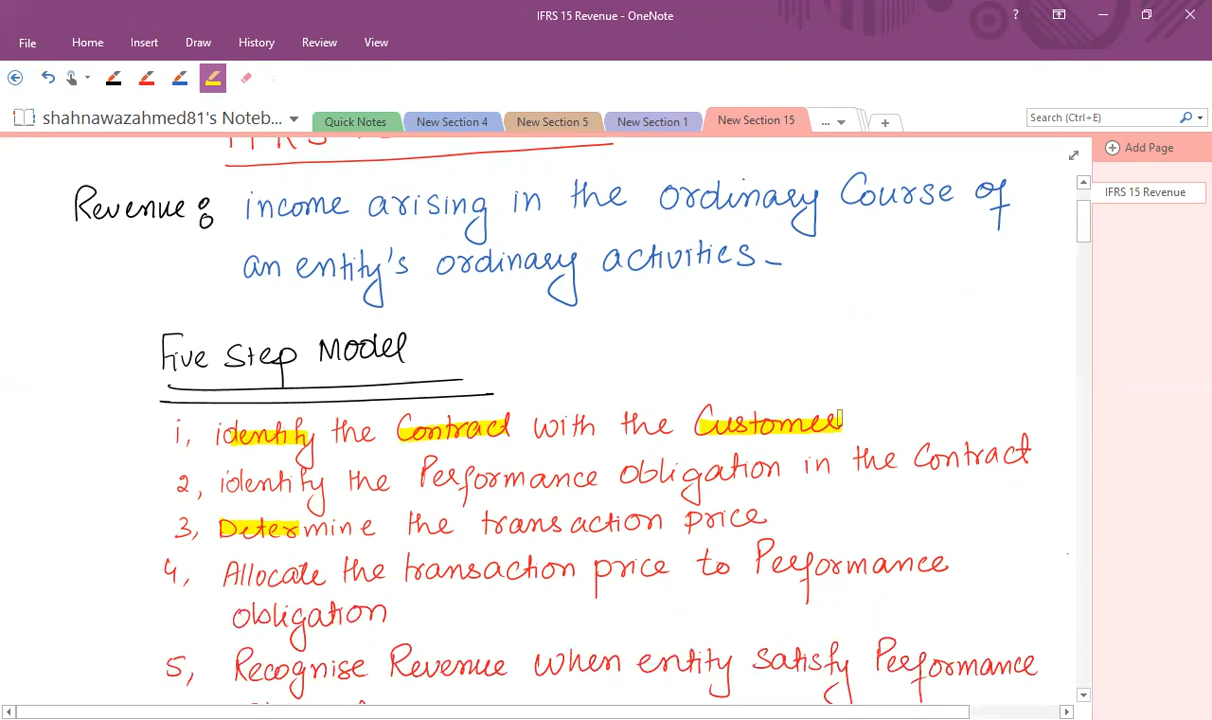 IFRS 15 Revenue - OneNote
?
File Home Insert Draw History Review View
shahnawazahmed81's Noteb...
Quick Notes New Section 4 New Section 5 New Section 1 New Section 15 ...
Search (Ctrl+E)
Add Page
IFRS 15 Revenue
IFRS
Revenue: income arising in the ordinary Course of
an entity's ordinary activities -
Five Step Model
i, identify the Contract with the Customer
2, identify the Performance obligation in the Contract
3, Determine the transaction price
4, Allocate the transaction price to Performance
obligation
5, Recognise Revenue when entity satisfy Performance